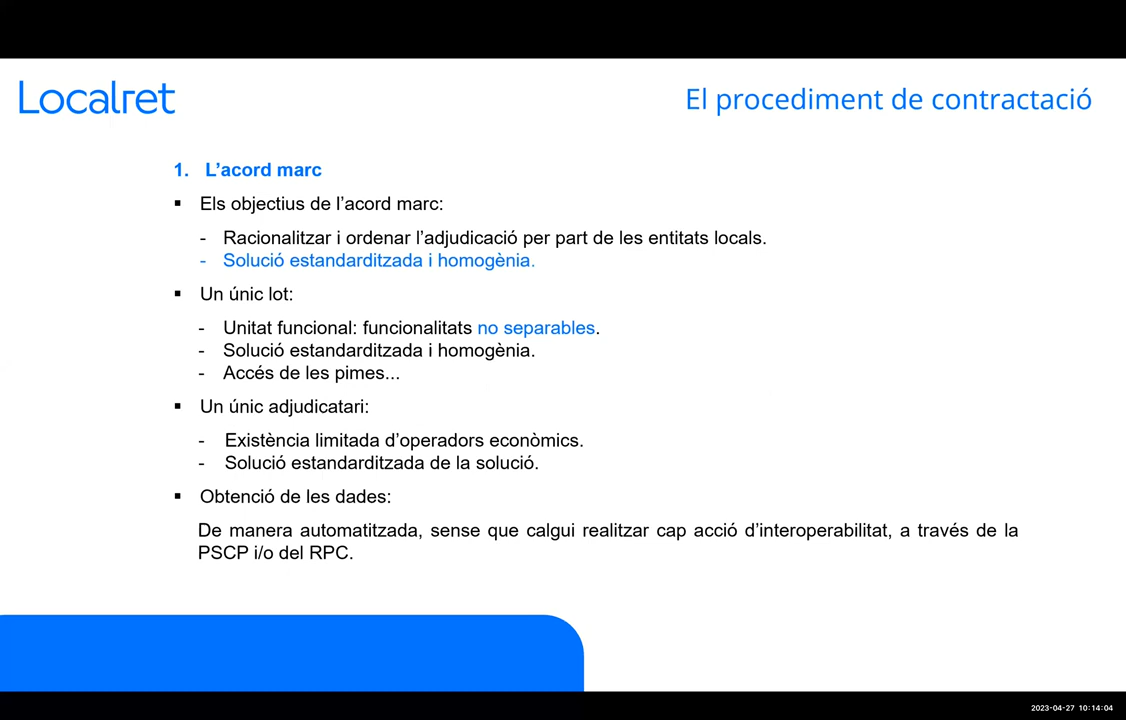 Localret
El procediment de contractació
1. L’acord marc
▪ Els objectius de l’acord marc:
- Racionalitzar i ordenar l’adjudicació per part de les entitats locals.
- Solució estandarditzada i homogènia.
▪ Un únic lot:
- Unitat funcional: funcionalitats no separables.
- Solució estandarditzada i homogènia.
- Accés de les pimes...
▪ Un únic adjudicatari:
- Existència limitada d’operadors econòmics.
- Solució estandarditzada de la solució.
▪ Obtenció de les dades:
De manera automatitzada, sense que calgui realitzar cap acció d’interoperabilitat, a través de la
PSCP i/o del RPC.
2023-04-27 10:14:04